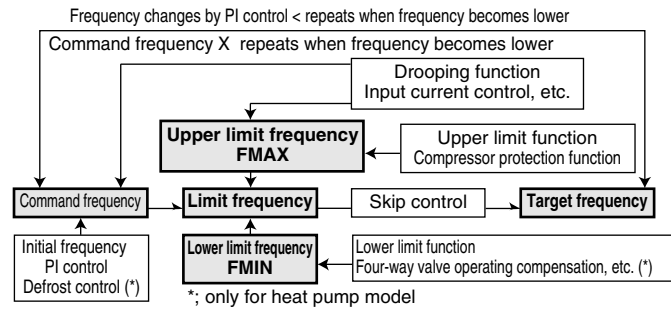 Frequency changes by PI control < repeats when frequency becomes lower
Command frequency X repeats when frequency becomes lower
Drooping function
Input current control, etc.
Upper limit frequency
FMAX
Upper limit function
Compressor protection function
Command frequency
Limit frequency
Skip control
Target frequency
Initial frequency
PI control
Defrost control (*)
Lower limit frequency
FMIN
Lower limit function
Four-way valve operating compensation, etc. (*)
*; only for heat pump model